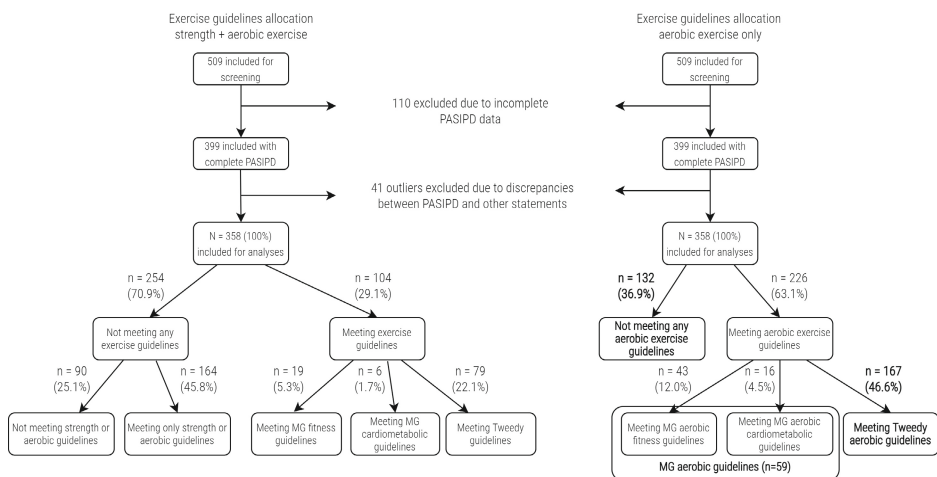 Exercise guidelines allocation
strength + aerobic exercise
509 included for
screening
110 excluded due to incomplete
PASIPD data
399 included with
complete PASIPD
41 outliers excluded due to discrepancies
between PASIPD and other statements
N = 358 (100%)
included for analyses
n = 254
(70.9%)
n = 104
(29.1%)
Not meeting any
exercise guidelines
Meeting exercise
guidelines
n = 90
(25.1%)
n = 164
(45.8%)
n = 19
(5.3%)
n = 6
(1.7%)
n = 79
(22.1%)
Not meeting strength or
aerobic guidelines
Meeting only strength or
aerobic guidelines
Meeting MG fitness
guidelines
Meeting MG
cardiometabolic
guidelines
Meeting Tweedy
guidelines
Exercise guidelines allocation
aerobic exercise only
509 included for
screening
399 included with
complete PASIPD
N = 358 (100%)
included for analyses
n = 132
(36.9%)
n = 226
(63.1%)
Not meeting any
aerobic exercise
guidelines
Meeting aerobic exercise
guidelines
n = 43
(12.0%)
n = 16
(4.5%)
n = 167
(46.6%)
Meeting MG aerobic
fitness guidelines
Meeting MG aerobic
cardiometabolic
guidelines
Meeting Tweedy
aerobic guidelines
MG aerobic guidelines (n=59)